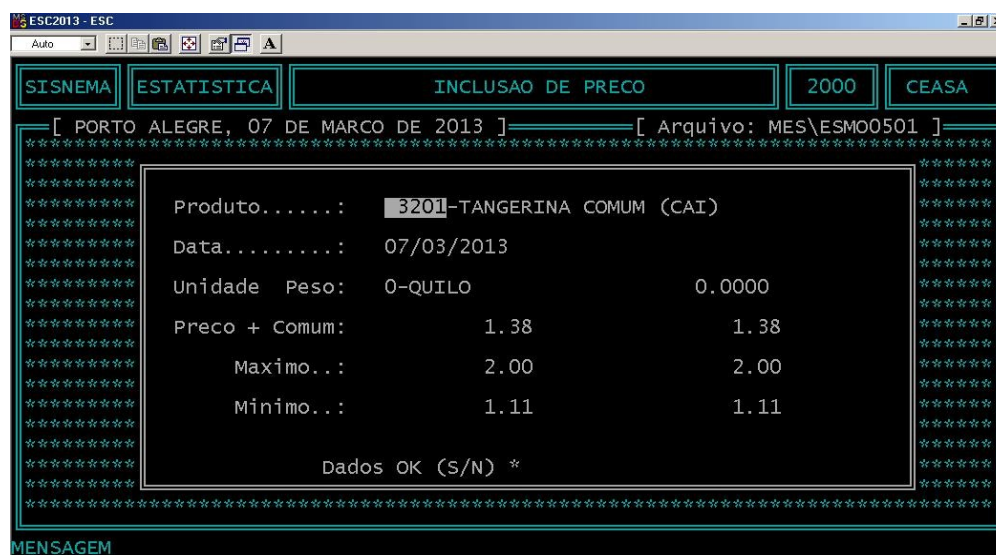 ESC2013 - ESC
Auto A
SISNEMA ESTATISTICA INCLUSAO DE PRECO 2000 CEASA
[ PORTO ALEGRE, 07 DE MARCO DE 2013 ] [ Arquivo: MES\ESMO0501 ]
Produto......: 3201-TANGERINA COMUM (CAI)
Data.........: 07/03/2013
Unidade Peso: 0-QUILO 0.0000
Preco + Comum: 1.38 1.38
Maximo..: 2.00 2.00
Minimo..: 1.11 1.11
Dados OK (S/N) *
MENSAGEM